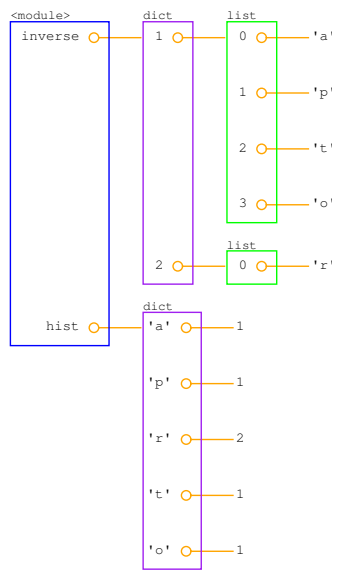 <module> dict list
inverse 1 0 'a'
1 'p'
2 't'
3 'o'
list
2 0 'r'
dict
hist 'a' 1
'p' 1
'r' 2
't' 1
'o' 1